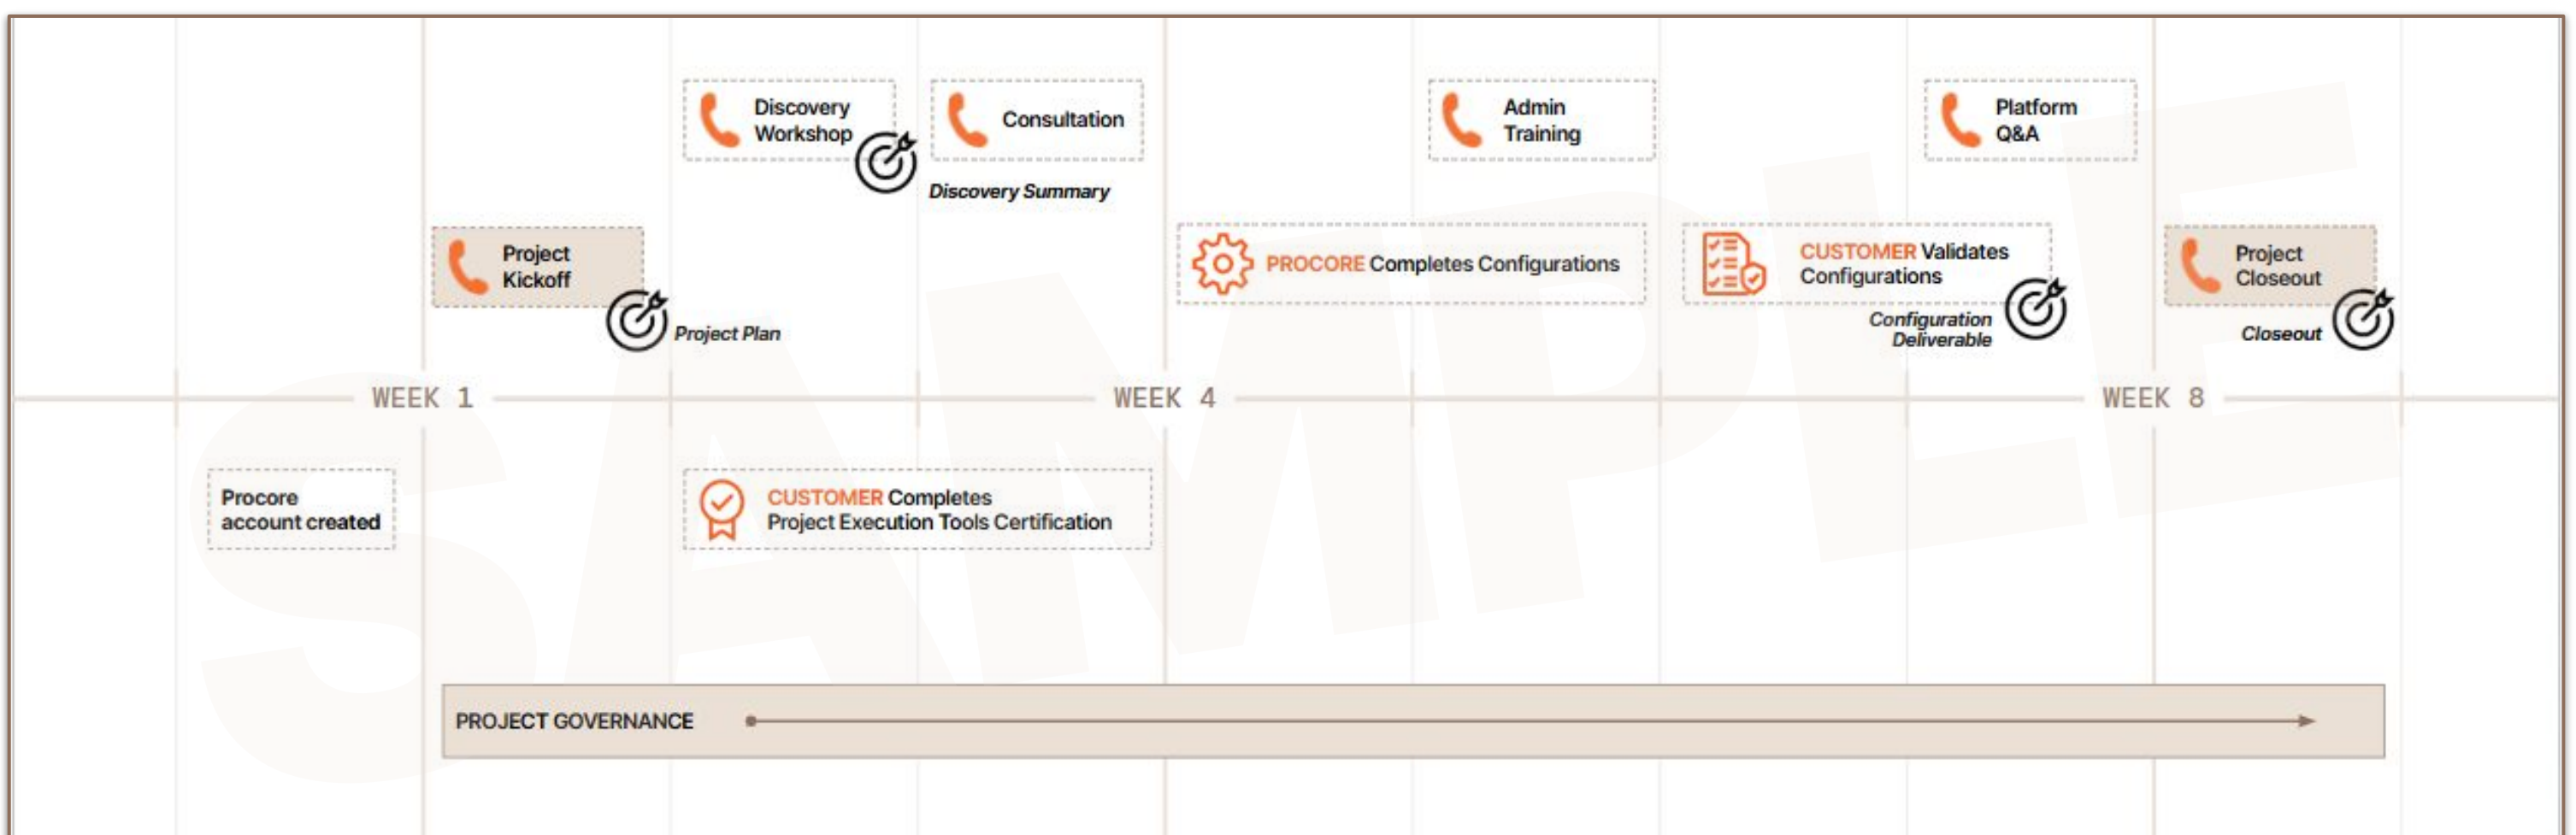 Discovery
Workshop
Consultation
Admin
Training
Platform
Q&A
Discovery Summary
Project
Kickoff
PROCORE Completes Configurations
CUSTOMER Validates
Configurations
Project
Closeout
Project Plan
Configuration
Deliverable
Closeout
WEEK 1
WEEK 4
WEEK 8
Procore
account created
CUSTOMER Completes
Project Execution Tools Certification
PROJECT GOVERNANCE
SAMPLE